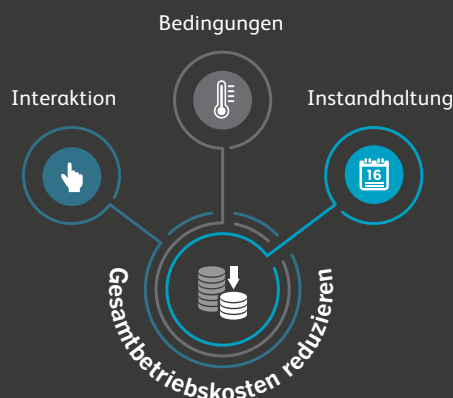 Bedingungen
Interaktion
Instandhaltung
16
Gesamtbetriebskosten reduzieren